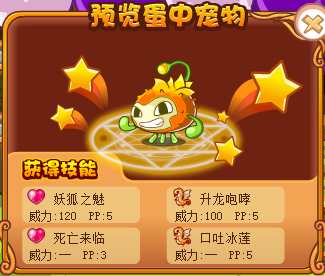 预览蛋中宠物
获得技能
妖狐之魅
威力:120 PP:5
升龙咆哮
威力:100 PP:5
死亡来临
威力:一 PP:3
口吐冰莲
威力:一 PP:5